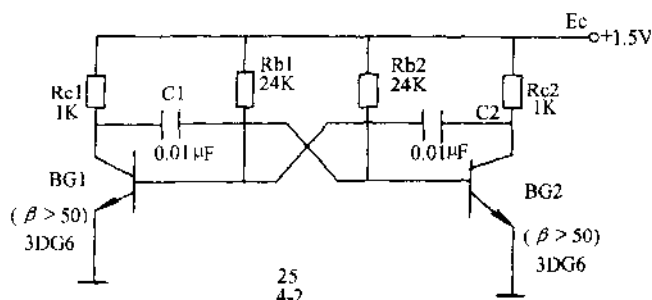 Ec
+1.5V
Rc1
1K
C1
0.01μF
Rb1
24K
Rb2
24K
C2
0.01μF
Rc2
1K
BG1
(β>50)
3DG6
BG2
(β>50)
3DG6
25
4-2